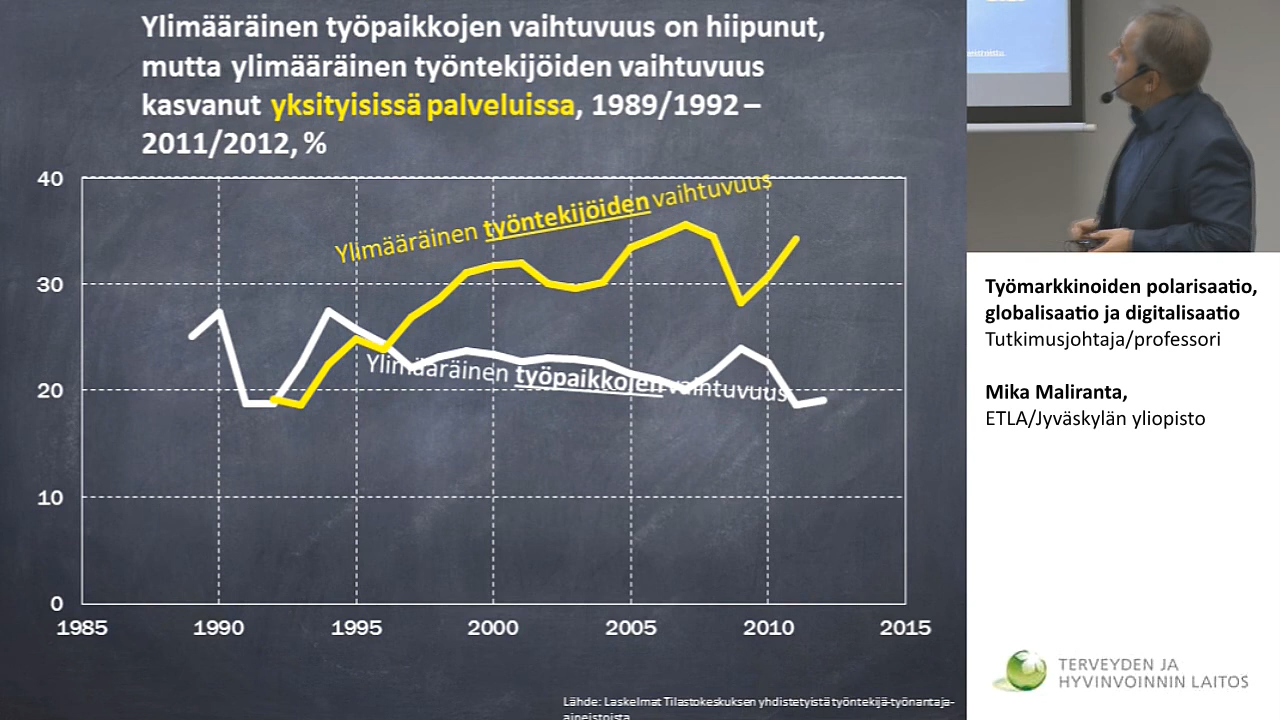 Ylimääräinen työpaikkojen vaihtuvuus on hiipunut,
mutta ylimääräinen työntekijöiden vaihtuvuus
kasvanut yksityisissä palveluissa, 1989/1992 –
2011/2012, %
40
30
20
10
0
1985 1990 1995 2000 2005 2010 2015
Ylimääräinen työntekijöiden vaihtuvuus
Ylimääräinen työpaikkojen vaihtuvuus
Lähde: Laskelmat Tilastokeskuksen yhdistetyistä työntekijä-työnantaja-
aineistoista
Työmarkkinoiden polarisaatio,
globalisaatio ja digitalisaatio
Tutkimusjohtaja/professori
Mika Maliranta,
ETLA/Jyväskylän yliopisto
TERVEYDEN JA
HYVINVOINNIN LAITOS